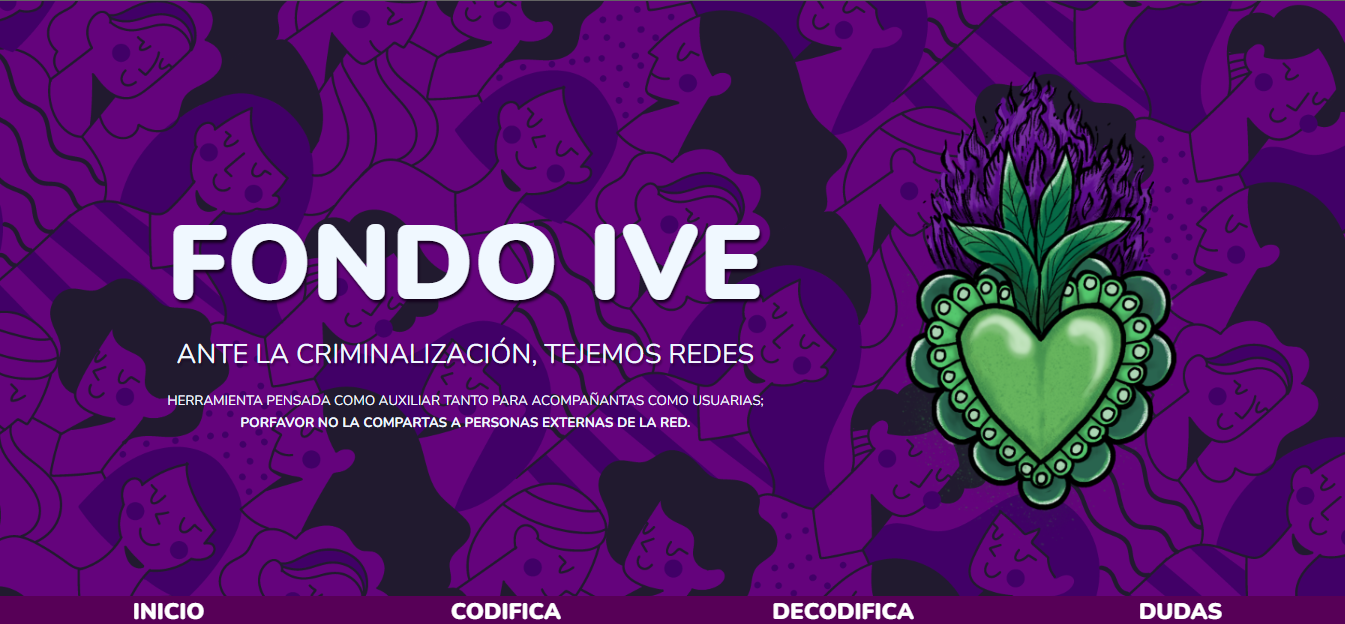 FONDO IVE
ANTE LA CRIMINALIZACIÓN, TEJEMOS REDES
HERRAMIENTA PENSADA COMO AUXILIAR TANTO PARA ACOMPAÑANTAS COMO USUARIAS;
PORFAVOR NO LA COMPARTAS A PERSONAS EXTERNAS DE LA RED.
INICIO CODIFICA DECODIFICA DUDAS